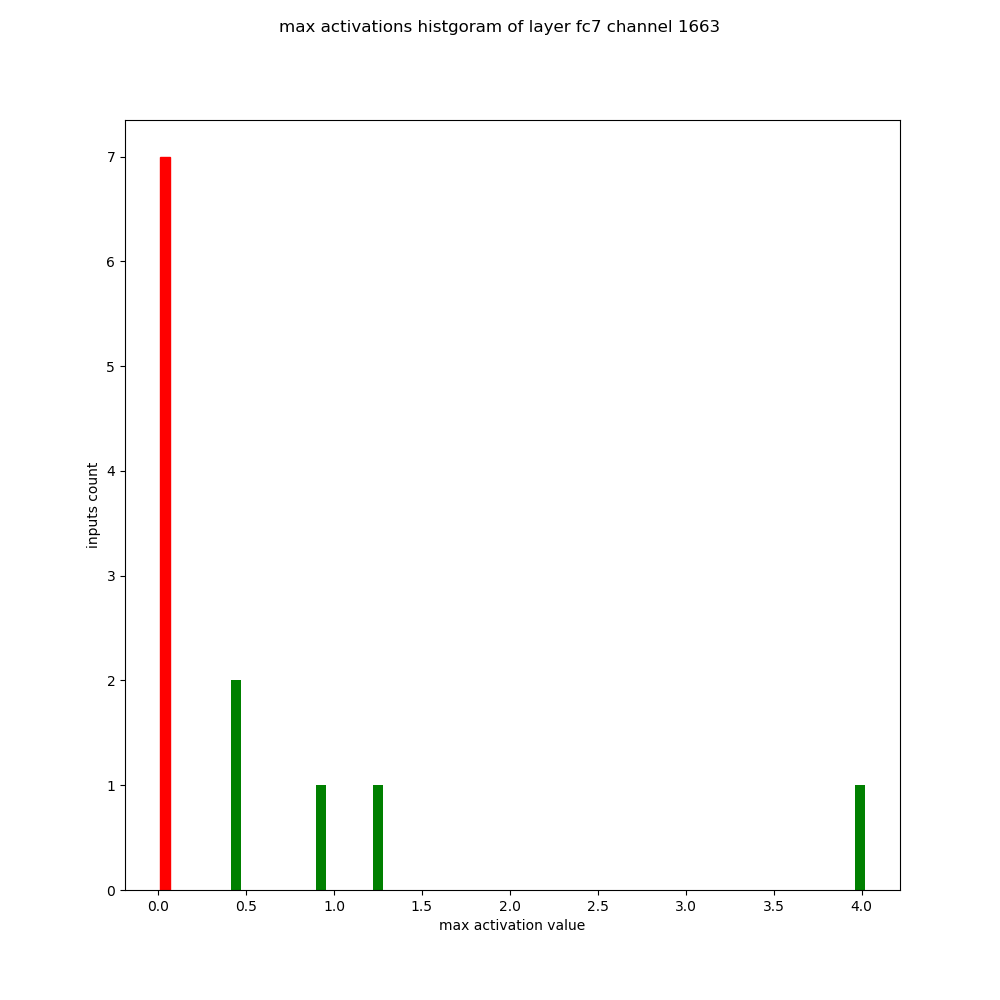 max activations histgoram of layer fc7 channel 1663
7
6
5
4
3
2
1
0
inputs count
0.0 0.5 1.0 1.5 2.0 2.5 3.0 3.5 4.0
max activation value